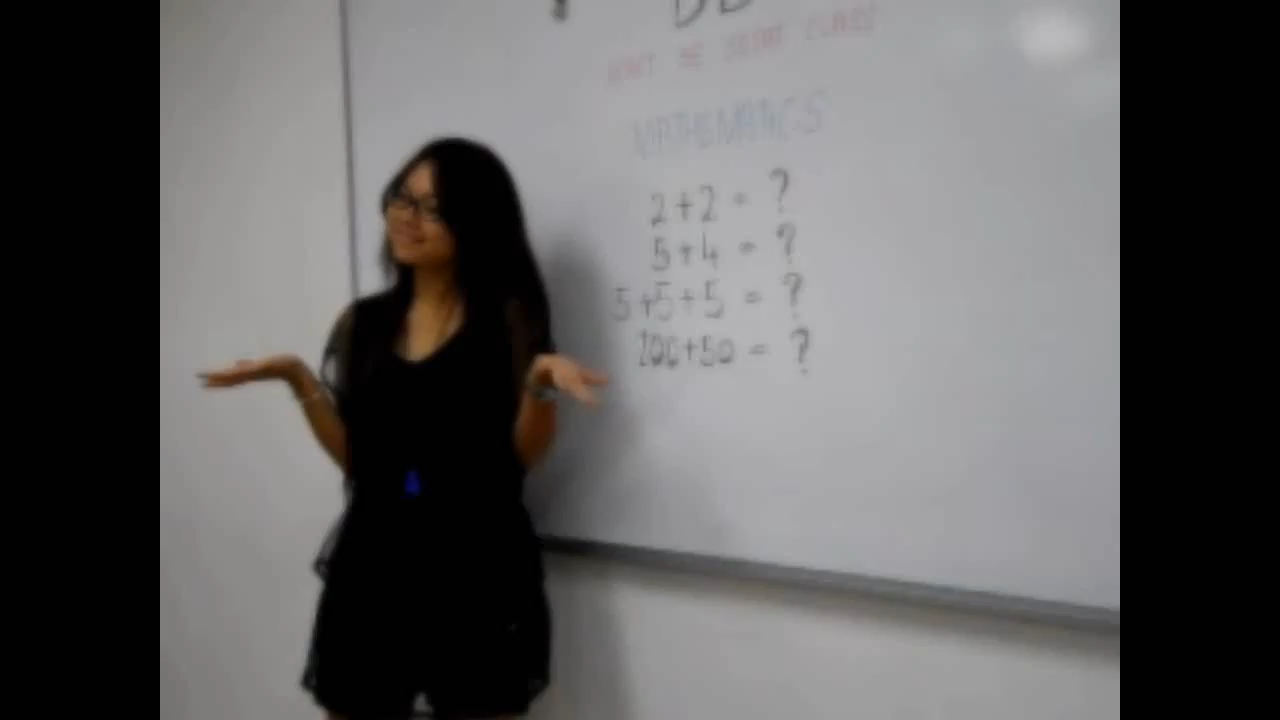 MATHEMATICS
2+2 = ?
5+4 = ?
5+5+5 = ?
100+50 = ?